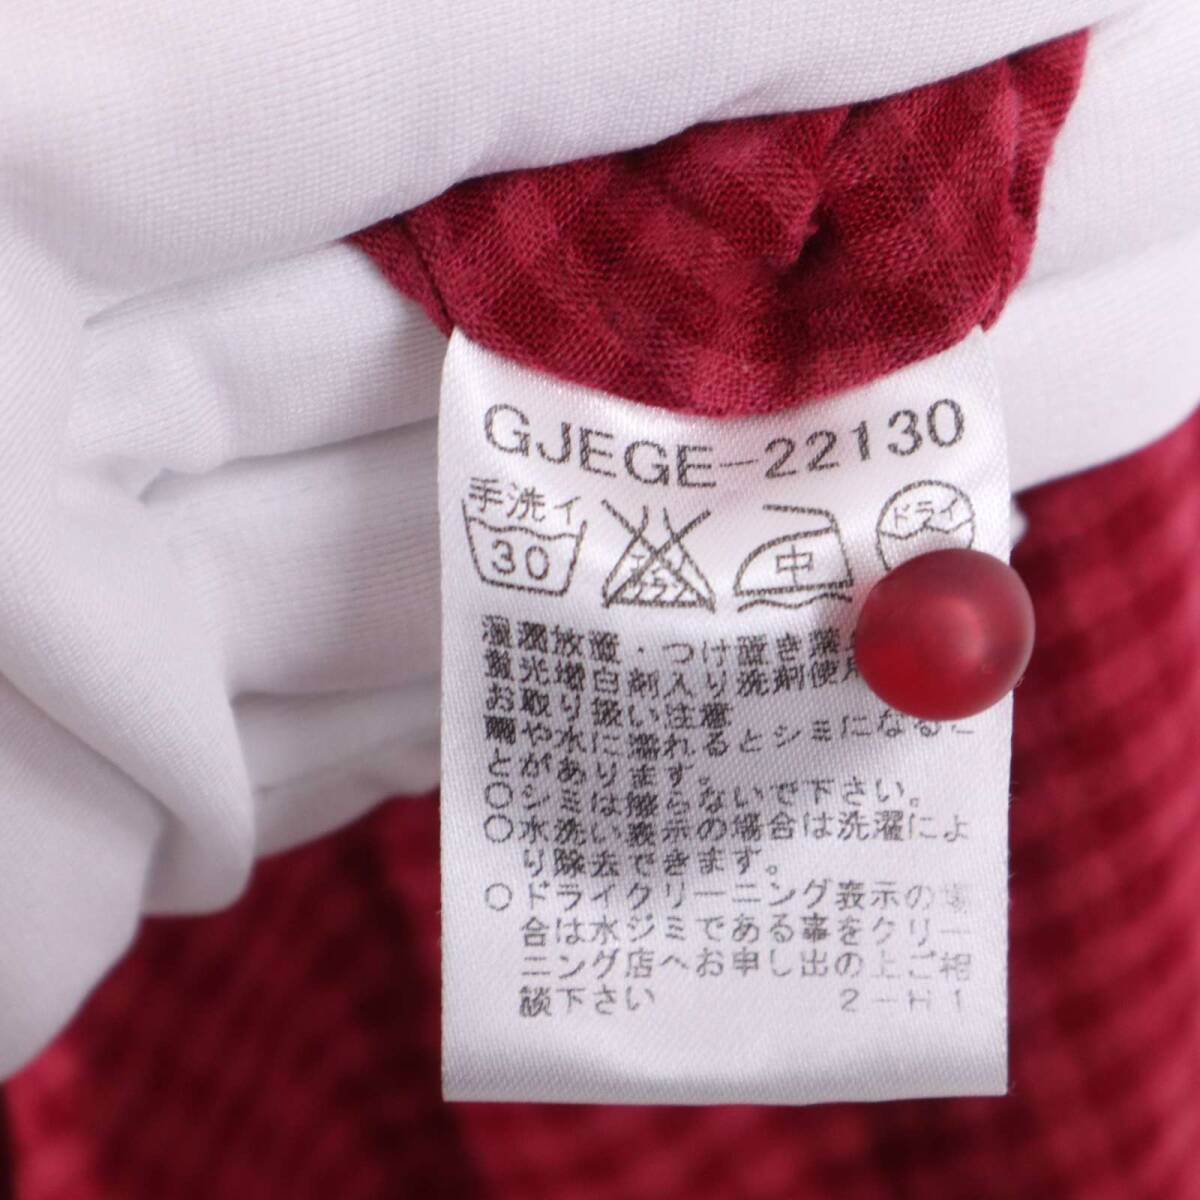 GJEGE-22130
手洗イ
30
中
ドライ
湿潤放置・つけ置き
蛍光増白剤入り洗剤使用
お取り扱い注意
雨や水に濡れるとシミになるこ
とがあります。
○シミは擦らないで下さい。
○水洗い表示の場合は洗濯によ
り除去できます。
○ドライクリーニング表示の場
合は水ジミである事をクリー
ニング店へお申し出の上ご相
談下さい 2-H1